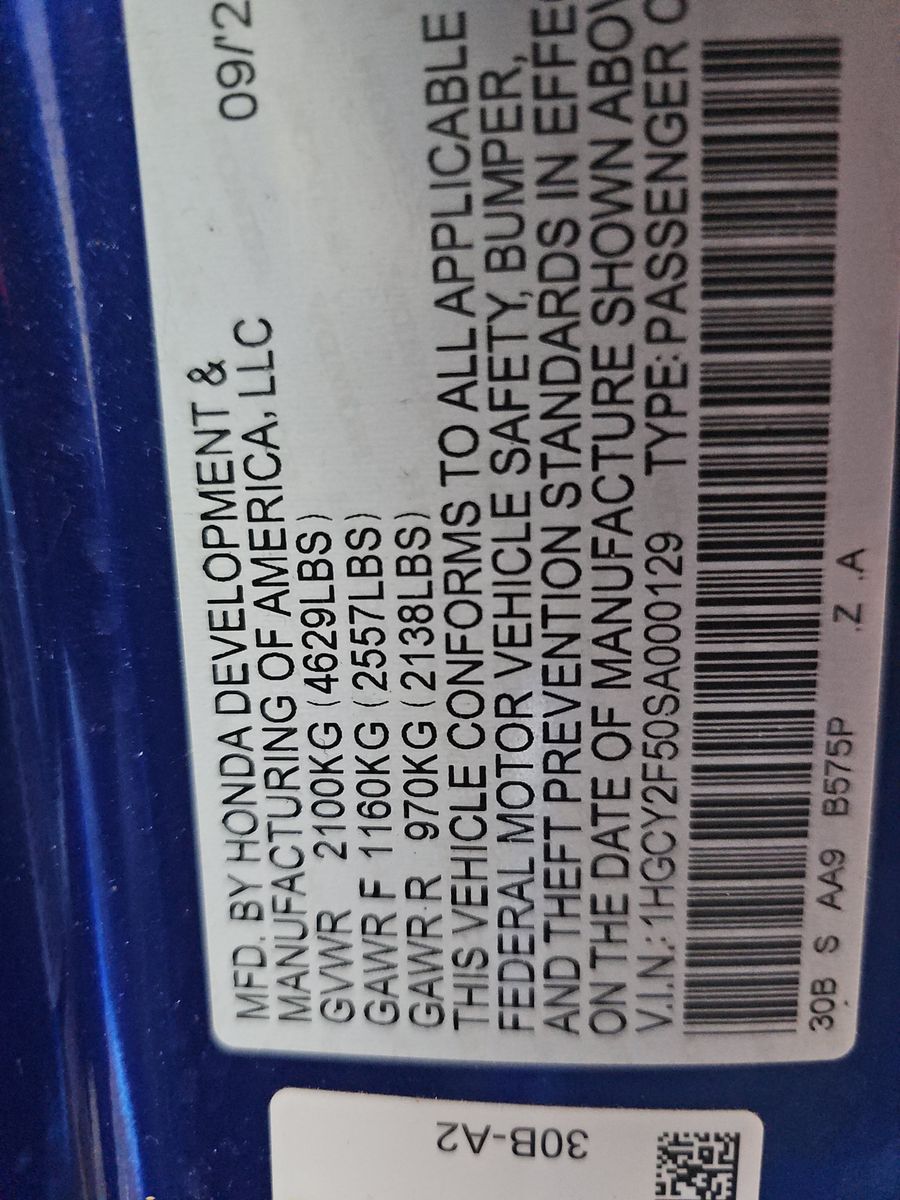 MFD. BY HONDA DEVELOPMENT &
MANUFACTURING OF AMERICA, LLC 09/'2
GVWR 2100KG (4629LBS)
GAWR F 1160KG (2557LBS)
GAWR R 970KG (2138LBS)
THIS VEHICLE CONFORMS TO ALL APPLICABLE
FEDERAL MOTOR VEHICLE SAFETY, BUMPER,
AND THEFT PREVENTION STANDARDS IN EFFE
ON THE DATE OF MANUFACTURE SHOWN ABOV
V.I.N.: 1HGCY2F50SA000129 TYPE: PASSENGER C
30B S AA9 B575P .Z .A
30B-A2